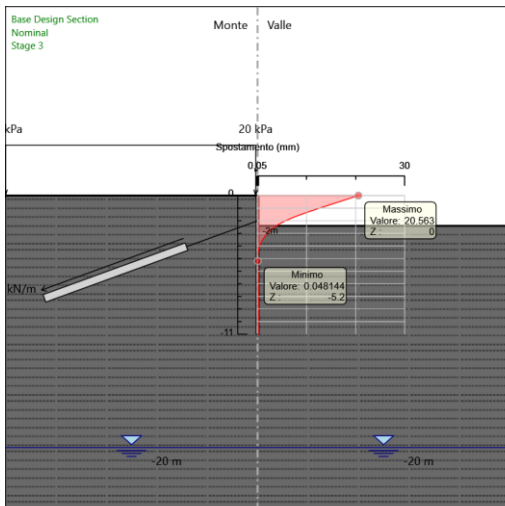 Base Design Section
Nominal
Stage 3
Monte
Valle
kPa
20 kPa
Spostamento (mm)
0.05
30
0
Massimo
Valore: 20.563
Z : 0
-2m
Minimo
Valore: 0.048144
Z : -5.2
kN/m
-11
-20 m
-20 m